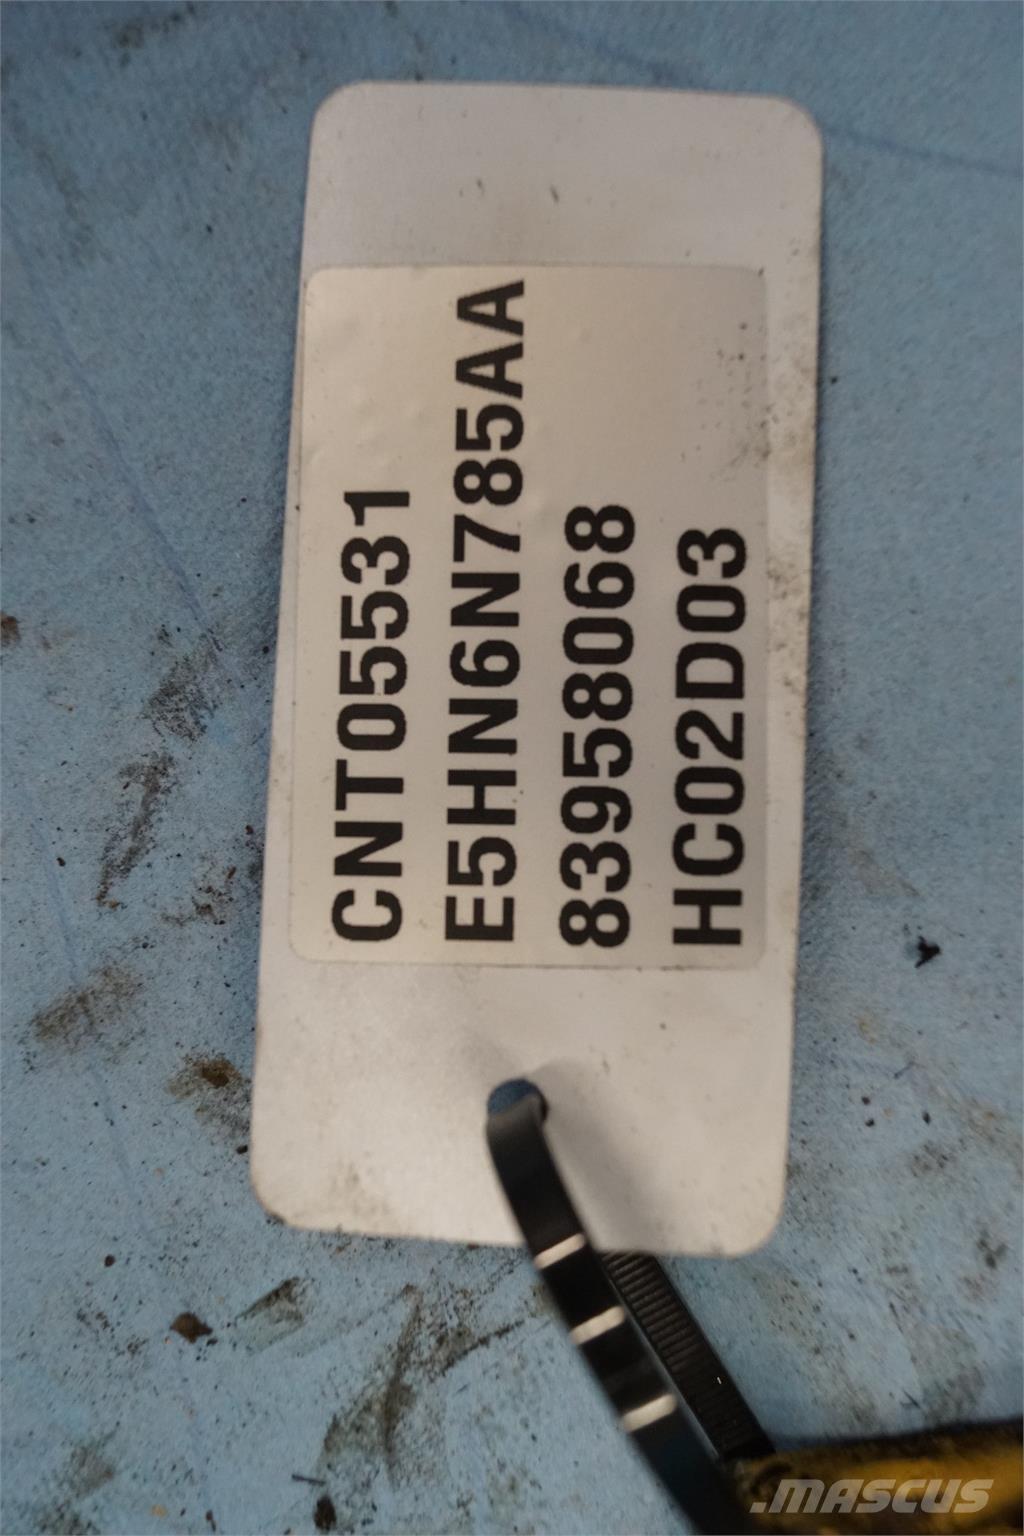 CNT05531
E5HN6N785AA
83958068
HC02D03
.MASCUS